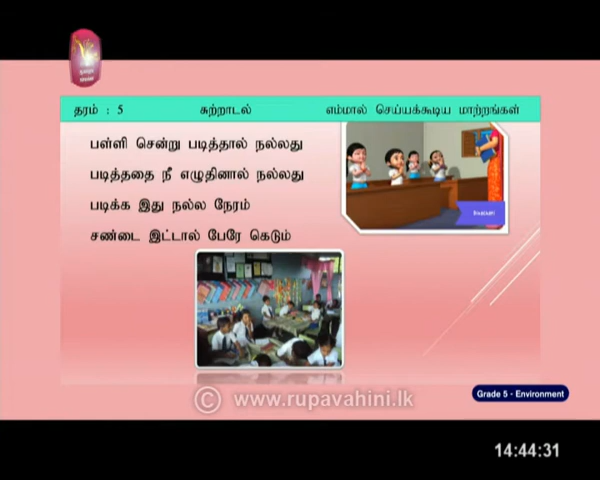 தரம் : 5 சுற்றாடல் எம்மால் செய்யக்கூடிய மாற்றங்கள்
பள்ளி சென்று படித்தால் நல்லது
படித்ததை நீ எழுதினால் நல்லது
படிக்க இது நல்ல நேரம்
சண்டை இட்டால் பேரே கெடும்
Grade 5 - Environment
© www.rupavahini.lk
14:44:31